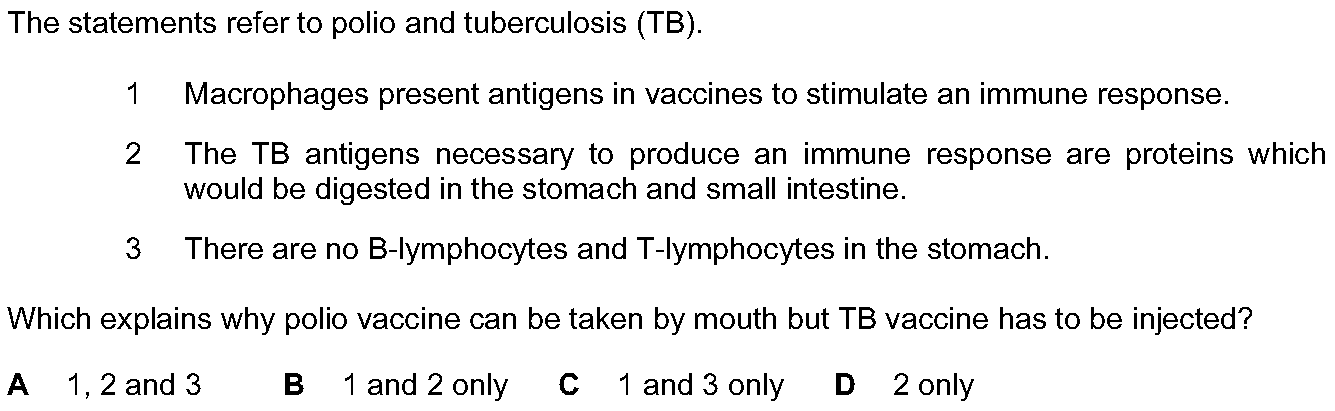 The statements refer to polio and tuberculosis (TB).
1 Macrophages present antigens in vaccines to stimulate an immune response.
2 The TB antigens necessary to produce an immune response are proteins which
would be digested in the stomach and small intestine.
3 There are no B-lymphocytes and T-lymphocytes in the stomach.
Which explains why polio vaccine can be taken by mouth but TB vaccine has to be injected?
A 1, 2 and 3 B 1 and 2 only C 1 and 3 only D 2 only